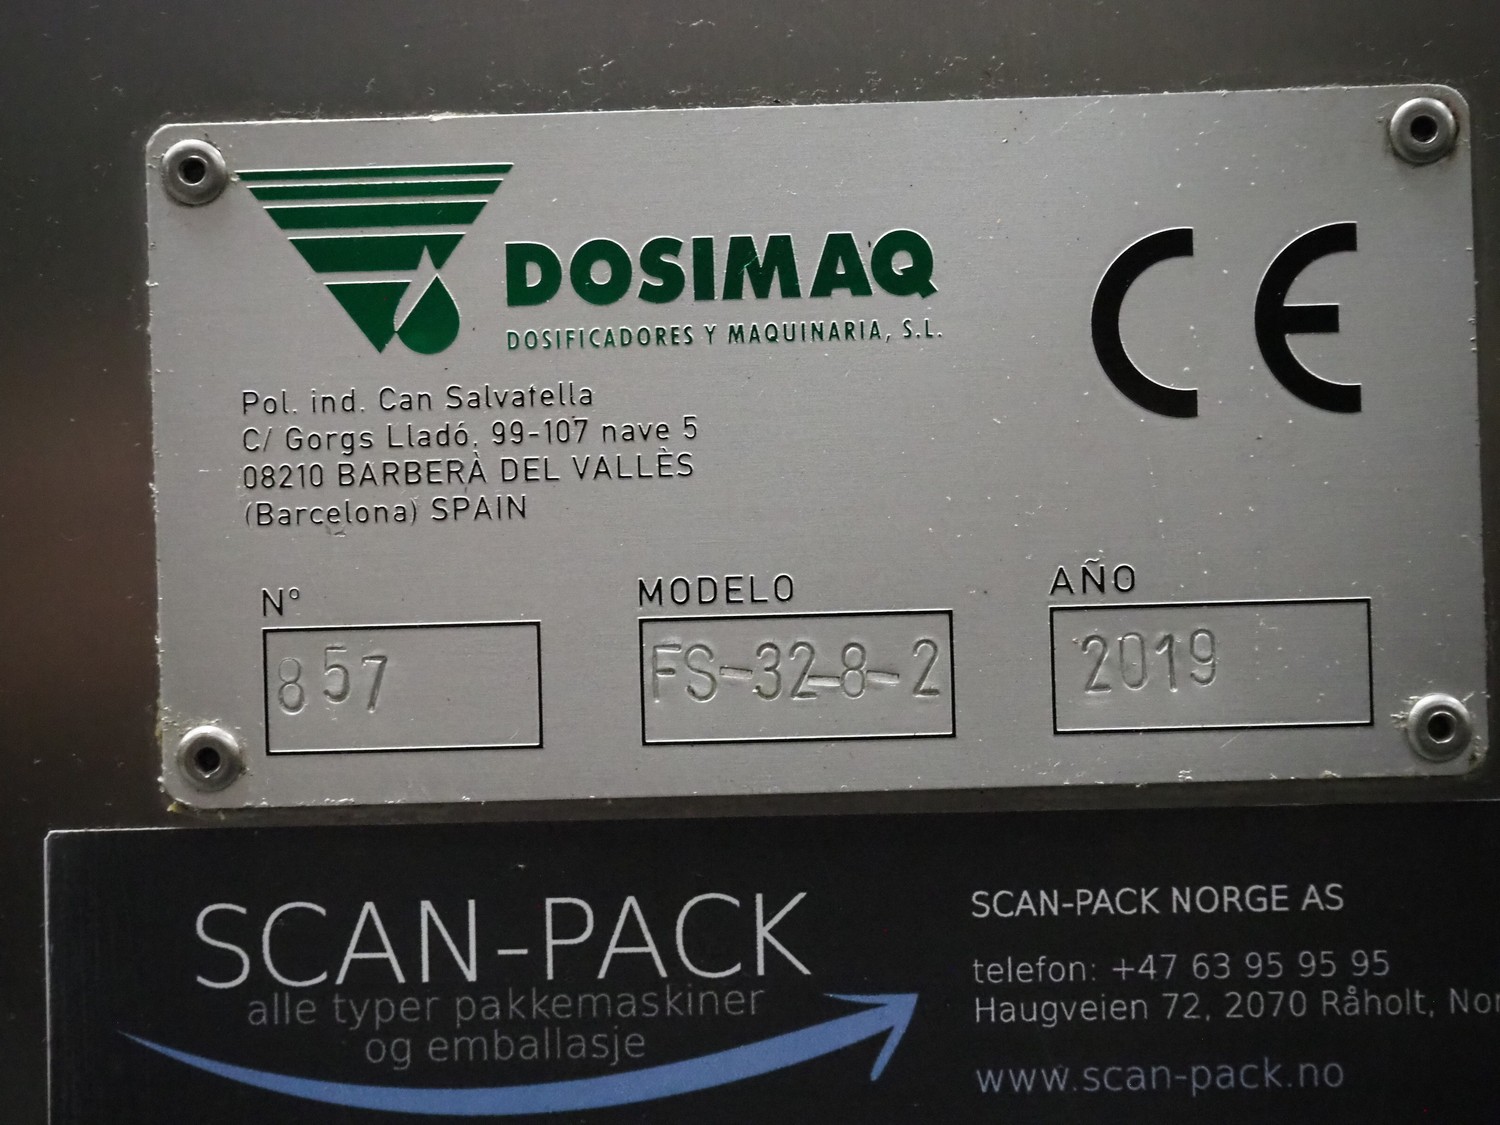 DOSIMAQ
DOSIFICADORES Y MAQUINARIA, S.L.
CE
Pol. ind. Can Salvatella
C/ Gorgs Lladó, 99-107 nave 5
08210 BARBERÀ DEL VALLÈS
(Barcelona) SPAIN
Nº
857
MODELO
FS-32-8-2
AÑO
2019
SCAN-PACK
alle typer pakkemaskiner
og emballasje
SCAN-PACK NORGE AS
telefon: +47 63 95 95 95
Haugveien 72, 2070 Råholt, Nor
www.scan-pack.no